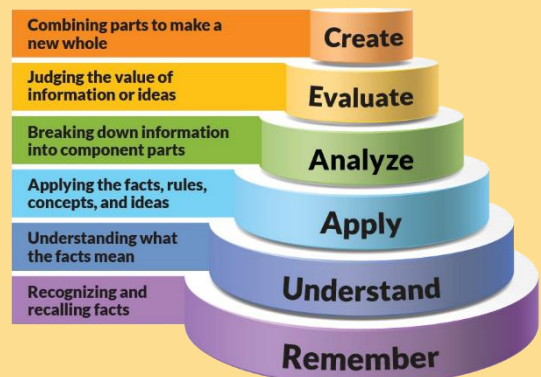 Combining parts to make a
new whole
Create
Judging the value of
information or ideas
Evaluate
Breaking down information
into component parts
Analyze
Applying the facts, rules,
concepts, and ideas
Apply
Understanding what
the facts mean
Understand
Recognizing and
recalling facts
Remember